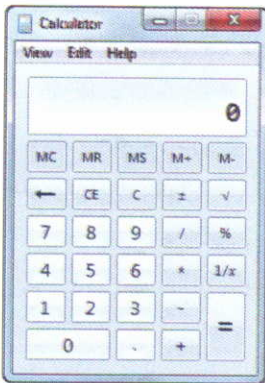 Calculator
View Edit Help
0
MC MR MS M+ M-
← CE C ± √
7 8 9 / %
4 5 6 * 1/x
1 2 3 - =
0 . +